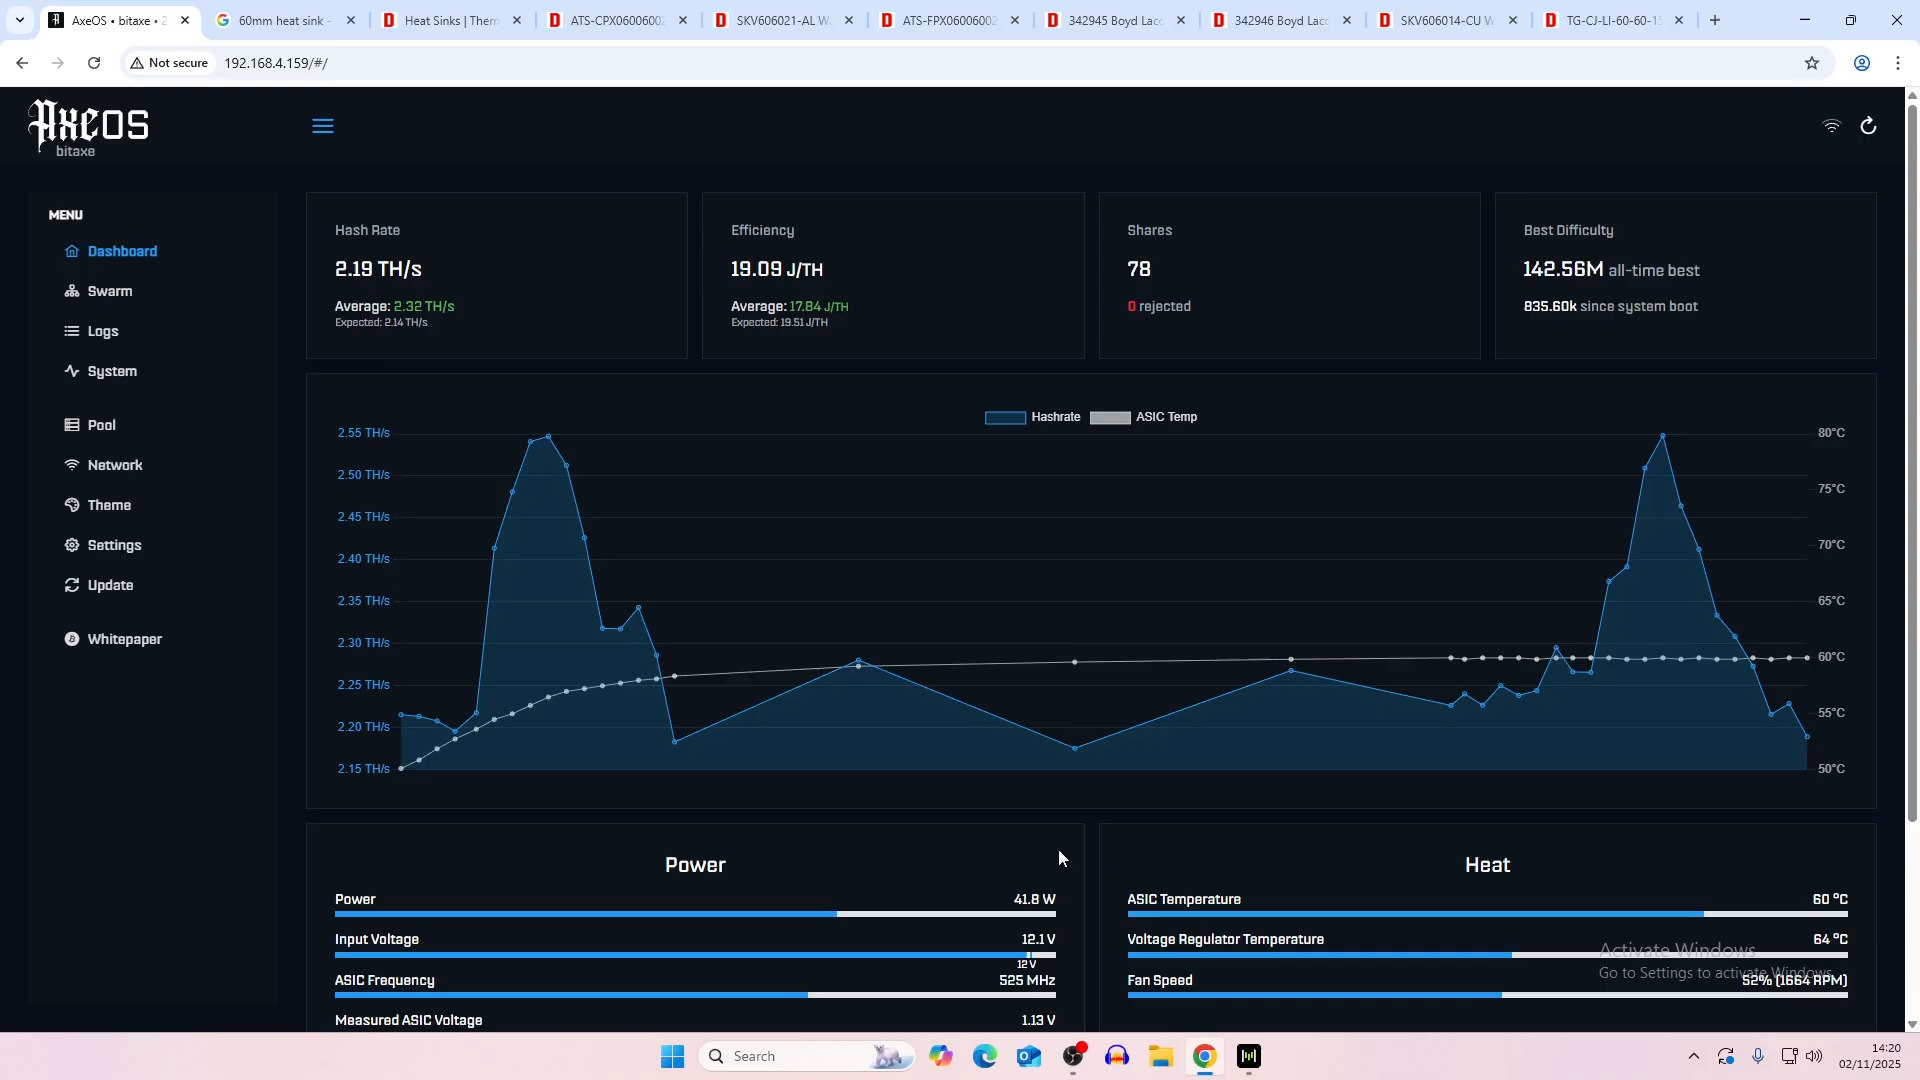 AxeOS • bitaxe • 2
60mm heat sink -
Heat Sinks | Therm
ATS-CPX06006002
SKV606021-AL W
ATS-FPX06006002
342945 Boyd Lac
342946 Boyd Lac
SKV606014-CU W
TG-CJ-LI-60-60-1
Not secure
192.168.4.159/#/
AxeOS
bitaxe
MENU
Dashboard
Swarm
Logs
System
Pool
Network
Theme
Settings
Update
Whitepaper
Hash Rate
2.19 TH/s
Average: 2.32 TH/s
Expected: 2.14 TH/s
Efficiency
19.09 J/TH
Average: 17.84 J/TH
Expected: 19.51 J/TH
Shares
78
0 rejected
Best Difficulty
142.56M all-time best
835.60k since system boot
Hashrate
ASIC Temp
2.55 TH/s
2.50 TH/s
2.45 TH/s
2.40 TH/s
2.35 TH/s
2.30 TH/s
2.25 TH/s
2.20 TH/s
2.15 TH/s
80°C
75°C
70°C
65°C
60°C
55°C
50°C
Power
Power 41.8 W
Input Voltage 12.1 V
12 V
ASIC Frequency 525 MHz
Measured ASIC Voltage 1.13 V
Heat
ASIC Temperature 60 °C
Voltage Regulator Temperature 64 °C
Fan Speed 52% (1664 RPM)
Activate Windows
Go to Settings to activate Windows.
Search
14:20
02/11/2025